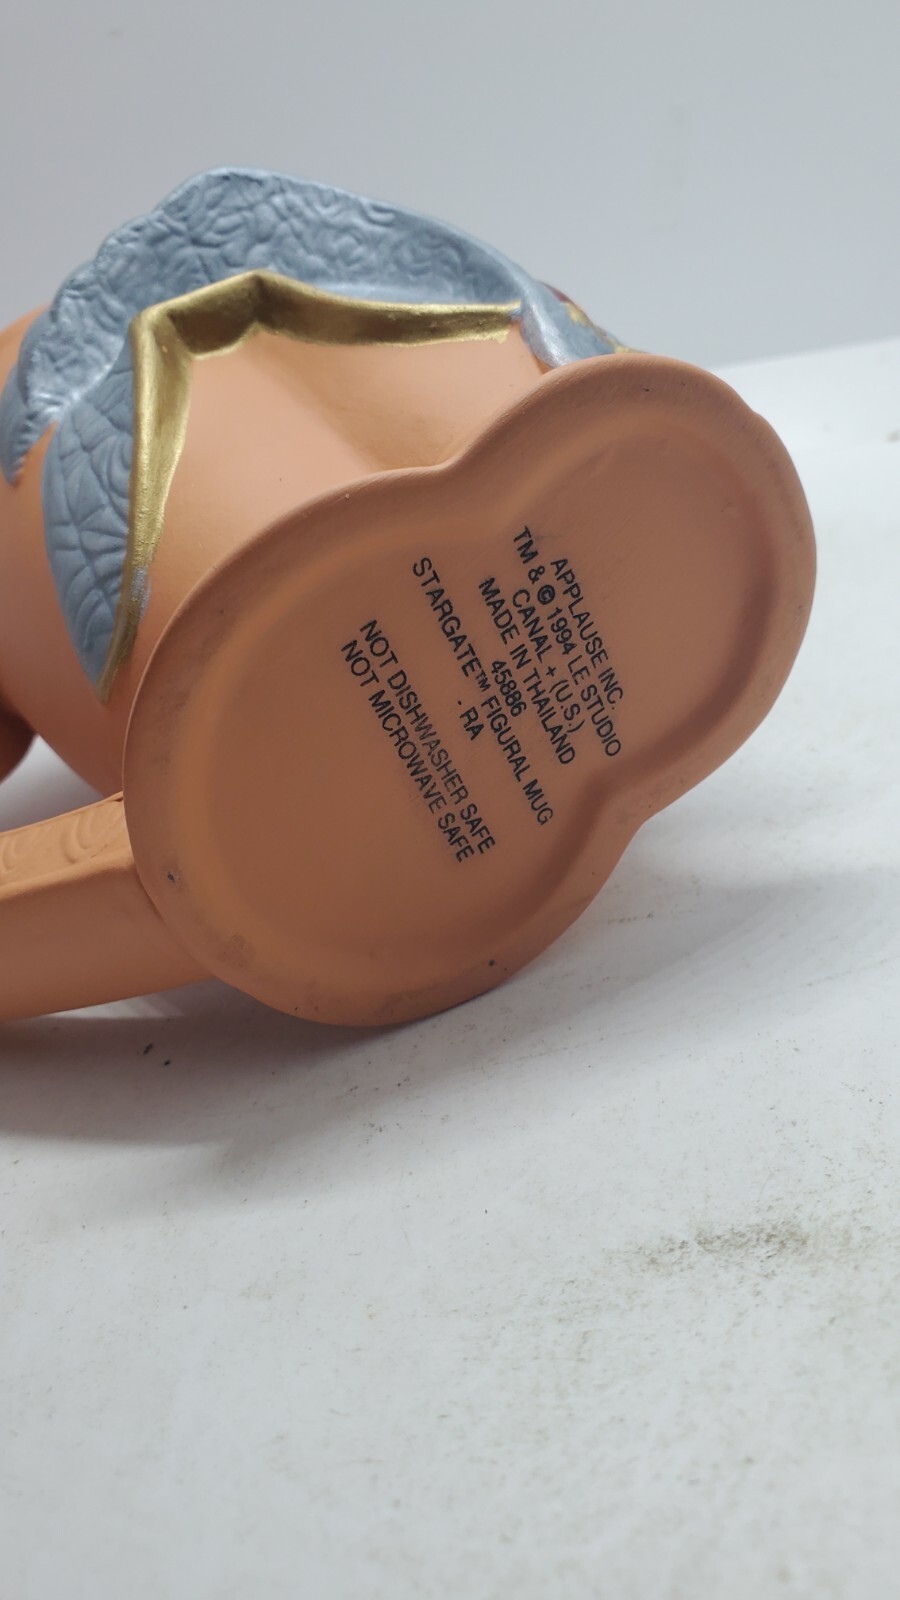 APPLAUSE INC.
TM & © 1994 LE STUDIO
CANAL + (U.S.)
MADE IN THAILAND
45886
STARGATE™ FIGURAL MUG
- RA
NOT DISHWASHER SAFE
NOT MICROWAVE SAFE